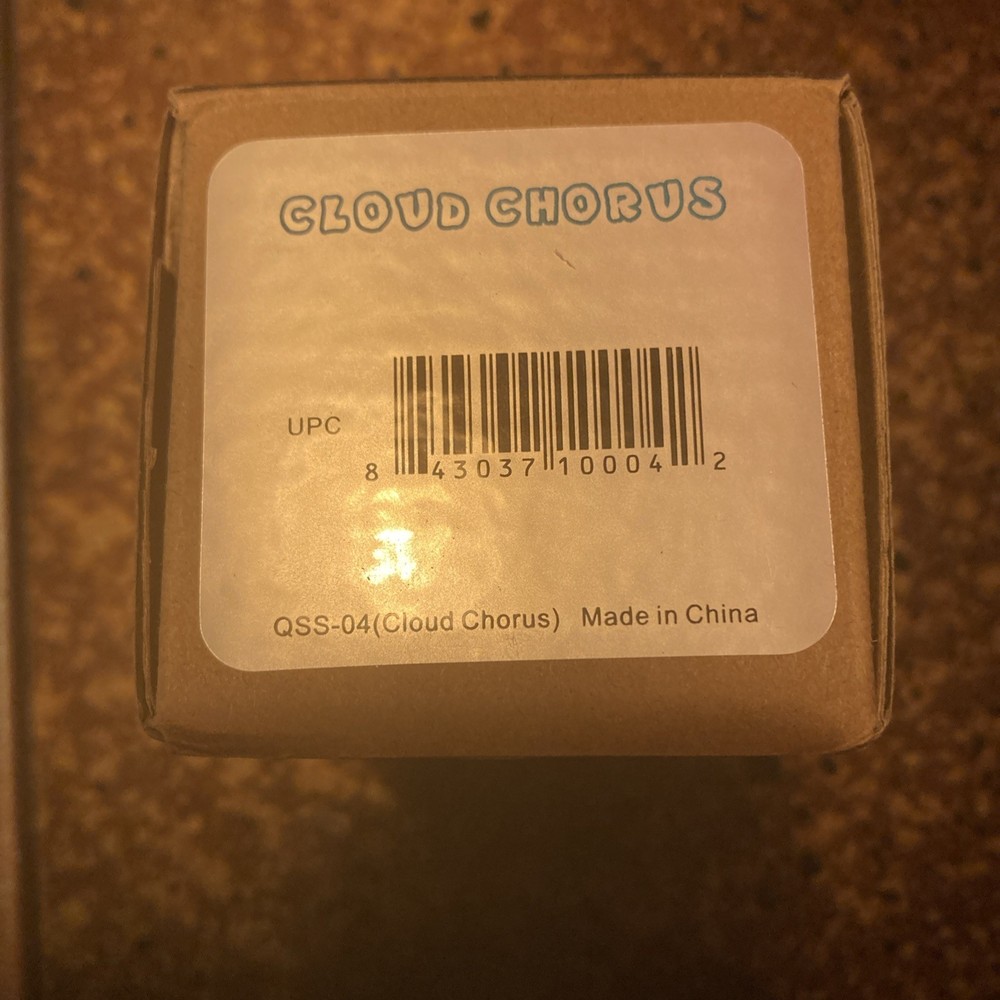 CLOUD CHORUS
UPC
8 43037 10004 2
QSS-04(Cloud Chorus) Made in China